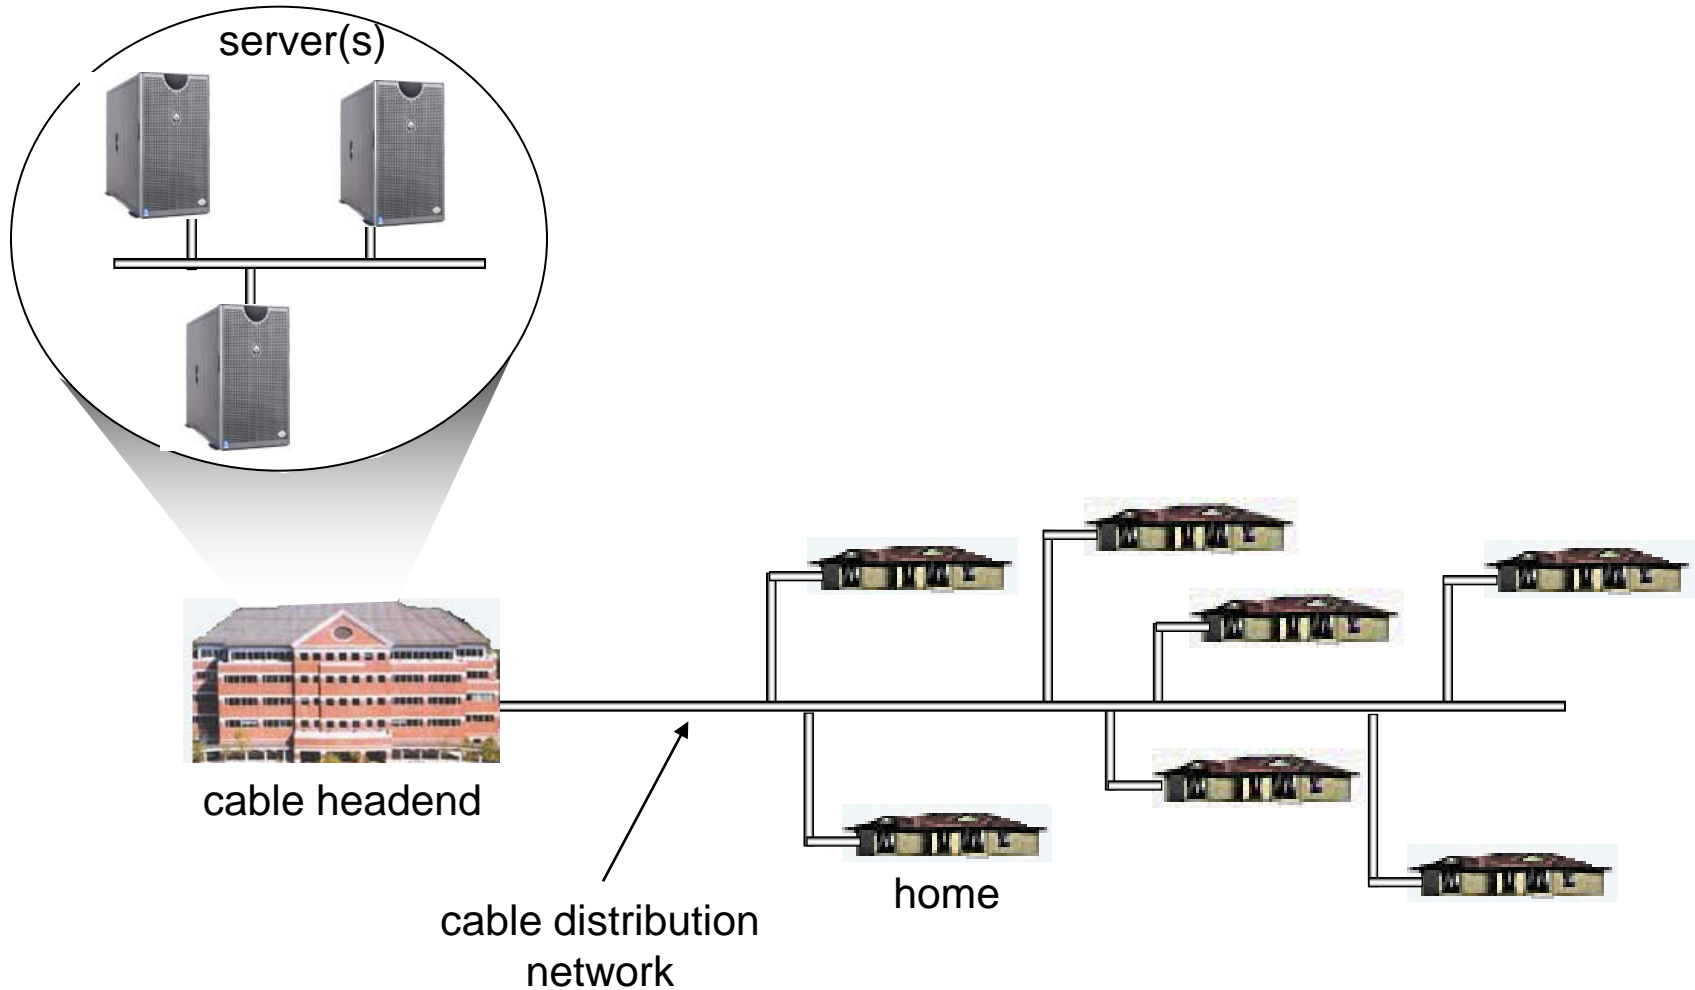 server(s)
cable headend
home
cable distribution
network